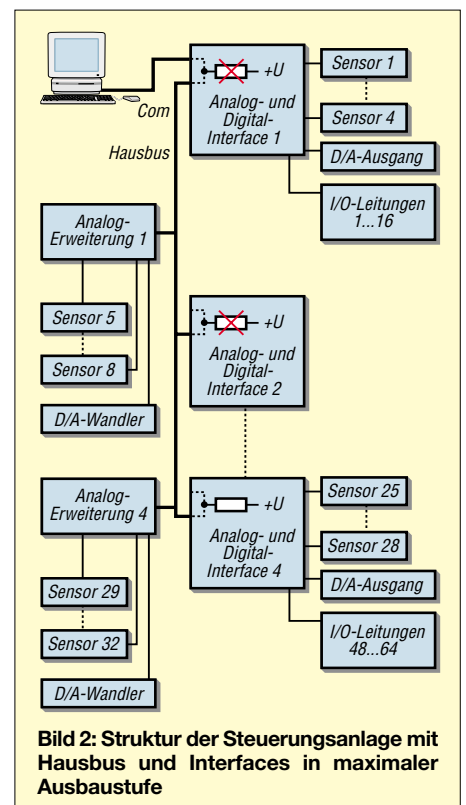 Com
Hausbus
+U
Analog- und
Digital-
Interface 1
Sensor 1
Sensor 4
D/A-Ausgang
I/O-Leitungen
1...16
Analog-
Erweiterung 1
Sensor 5
Sensor 8
D/A-Wandler
+U
Analog- und
Digital-
Interface 2
Analog-
Erweiterung 4
Sensor 29
Sensor 32
D/A-Wandler
+U
Analog- und
Digital-
Interface 4
Sensor 25
Sensor 28
D/A-Ausgang
I/O-Leitungen
48...64
Bild 2: Struktur der Steuerungsanlage mit
Hausbus und Interfaces in maximaler
Ausbaustufe